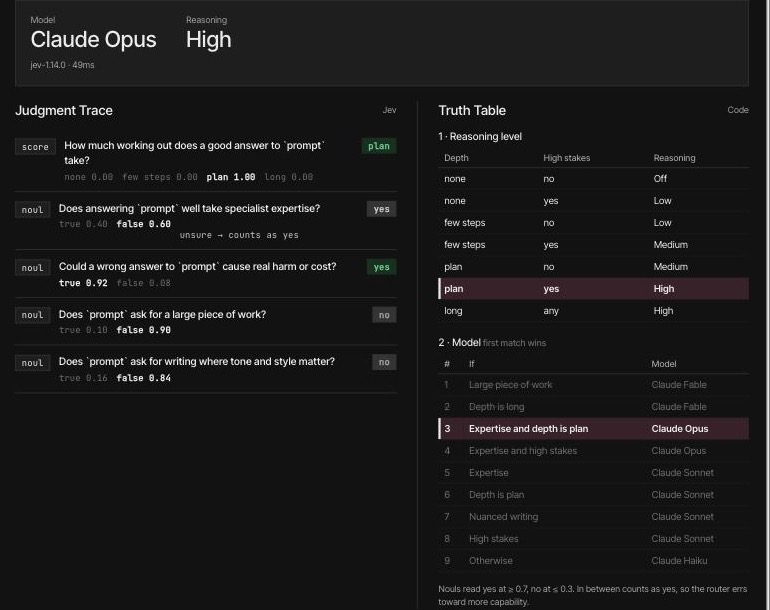 Model
Reasoning
Claude Opus
High
jev-1.14.0 · 49ms
Judgment Trace
Jev
score
How much working out does a good answer to `prompt`
take?
plan
none 0.00 few steps 0.00 plan 1.00 long 0.00
noul
Does answering `prompt` well take specialist expertise?
yes
true 0.40 false 0.60
unsure → counts as yes
noul
Could a wrong answer to `prompt` cause real harm or cost?
yes
true 0.92 false 0.08
noul
Does `prompt` ask for a large piece of work?
no
true 0.10 false 0.90
noul
Does `prompt` ask for writing where tone and style matter?
no
true 0.16 false 0.84
Truth Table
Code
1 · Reasoning level
Depth High stakes Reasoning
none no Off
none yes Low
few steps no Low
few steps yes Medium
plan no Medium
plan yes High
long any High
2 · Model first match wins
# If Model
1 Large piece of work Claude Fable
2 Depth is long Claude Fable
3 Expertise and depth is plan Claude Opus
4 Expertise and high stakes Claude Opus
5 Expertise Claude Sonnet
6 Depth is plan Claude Sonnet
7 Nuanced writing Claude Sonnet
8 High stakes Claude Sonnet
9 Otherwise Claude Haiku
Nouls read yes at ≥ 0.7, no at ≤ 0.3. In between counts as yes, so the router errs
toward more capability.